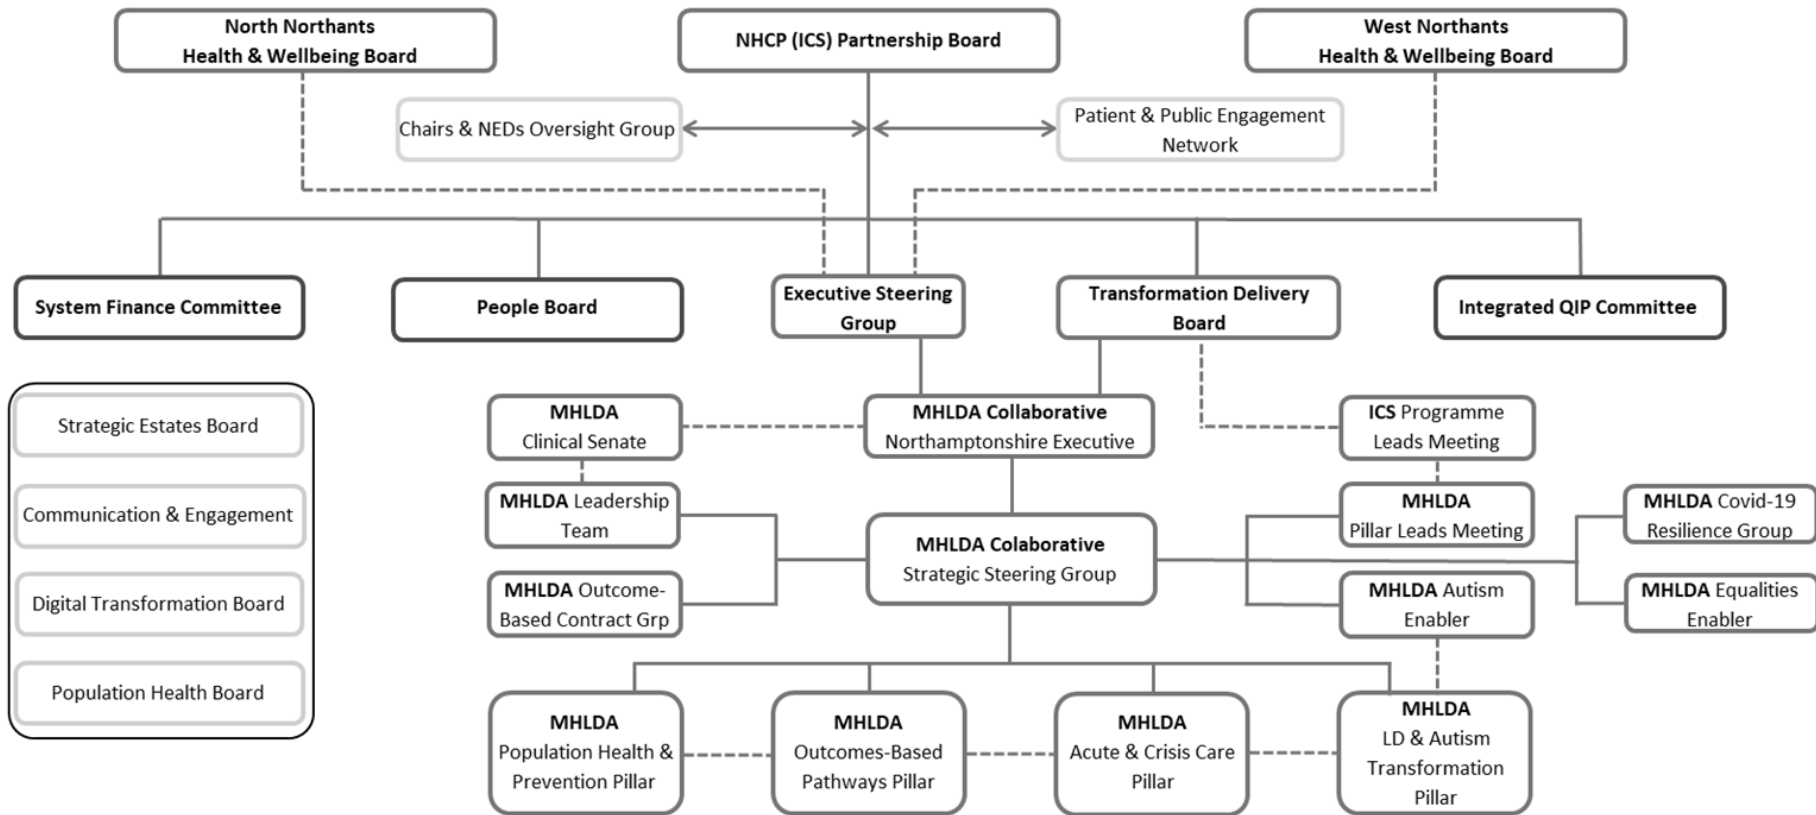 North Northants
Health & Wellbeing Board
NHCP (ICS) Partnership Board
West Northants
Health & Wellbeing Board
Chairs & NEDs Oversight Group
Patient & Public Engagement
Network
System Finance Committee
People Board
Executive Steering
Group
Transformation Delivery
Board
Integrated QIP Committee
Strategic Estates Board
Communication & Engagement
Digital Transformation Board
Population Health Board
MHLDA
Clinical Senate
MHLDA Collaborative
Northamptonshire Executive
ICS Programme
Leads Meeting
MHLDA Leadership
Team
MHLDA Colaborative
Strategic Steering Group
MHLDA
Pillar Leads Meeting
MHLDA Covid-19
Resilience Group
MHLDA Outcome-
Based Contract Grp
MHLDA Autism
Enabler
MHLDA Equalities
Enabler
MHLDA
Population Health &
Prevention Pillar
MHLDA
Outcomes-Based
Pathways Pillar
MHLDA
Acute & Crisis Care
Pillar
MHLDA
LD & Autism
Transformation
Pillar